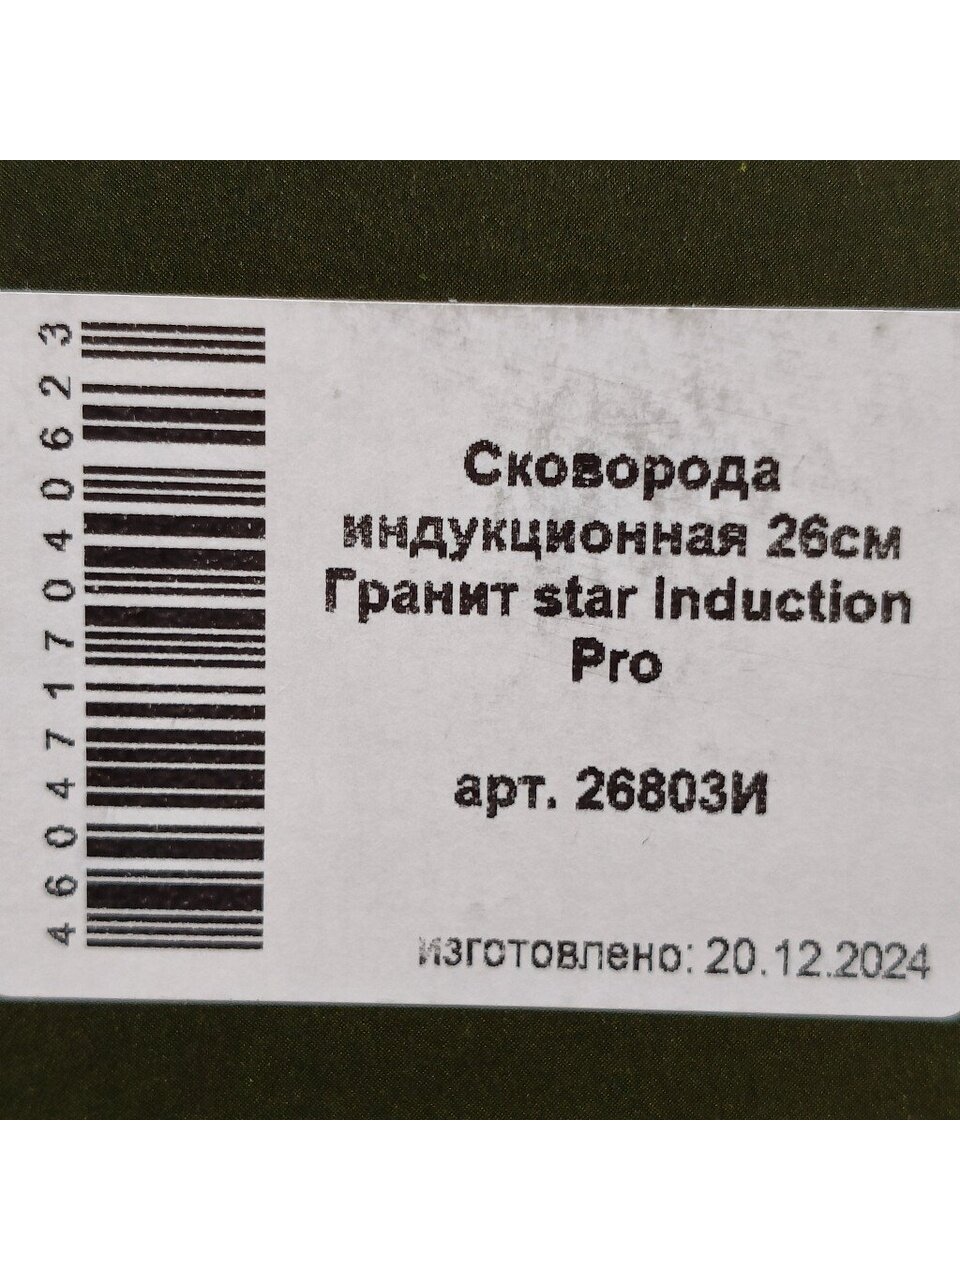 4604717040623
Сковорода
индукционная 26см
Гранит star Induction
Pro
арт. 26803И
изготовлено: 20.12.2024